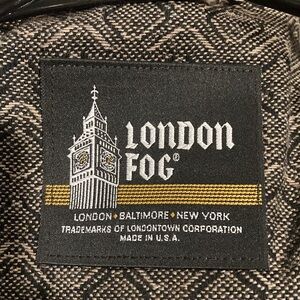 LONDON
FOG®
LONDON • BALTIMORE • NEW YORK
TRADEMARKS OF LONDONTOWN CORPORATION
MADE IN U.S.A.